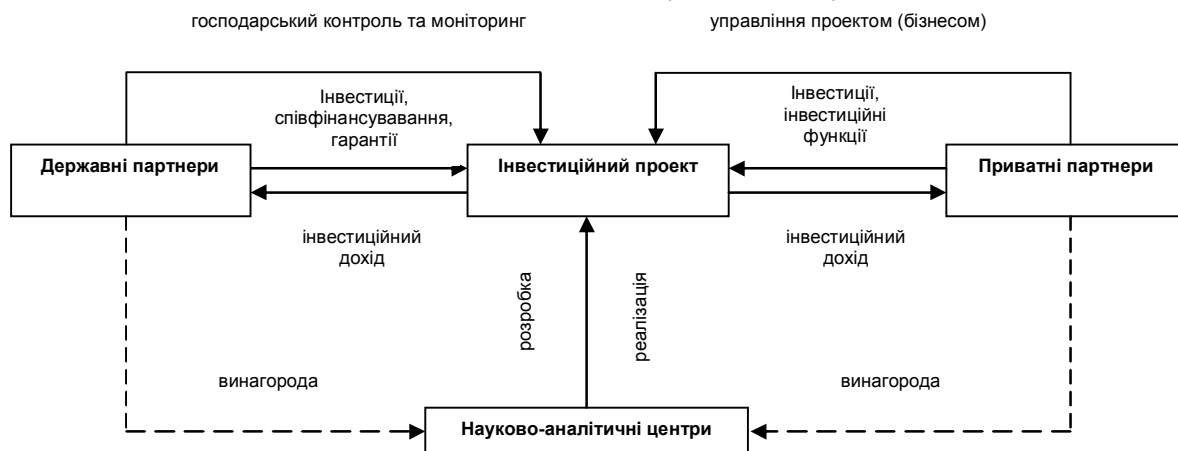 господарський контроль та моніторинг
управління проектом (бізнесом)
Інвестиції,
співфінансувавання,
гарантії
Інвестиції,
інвестиційні
функції
Державні партнери
Інвестиційний проект
Приватні партнери
інвестиційний
дохід
інвестиційний
дохід
розробка
реалізація
винагорода
винагорода
Науково-аналітичні центри